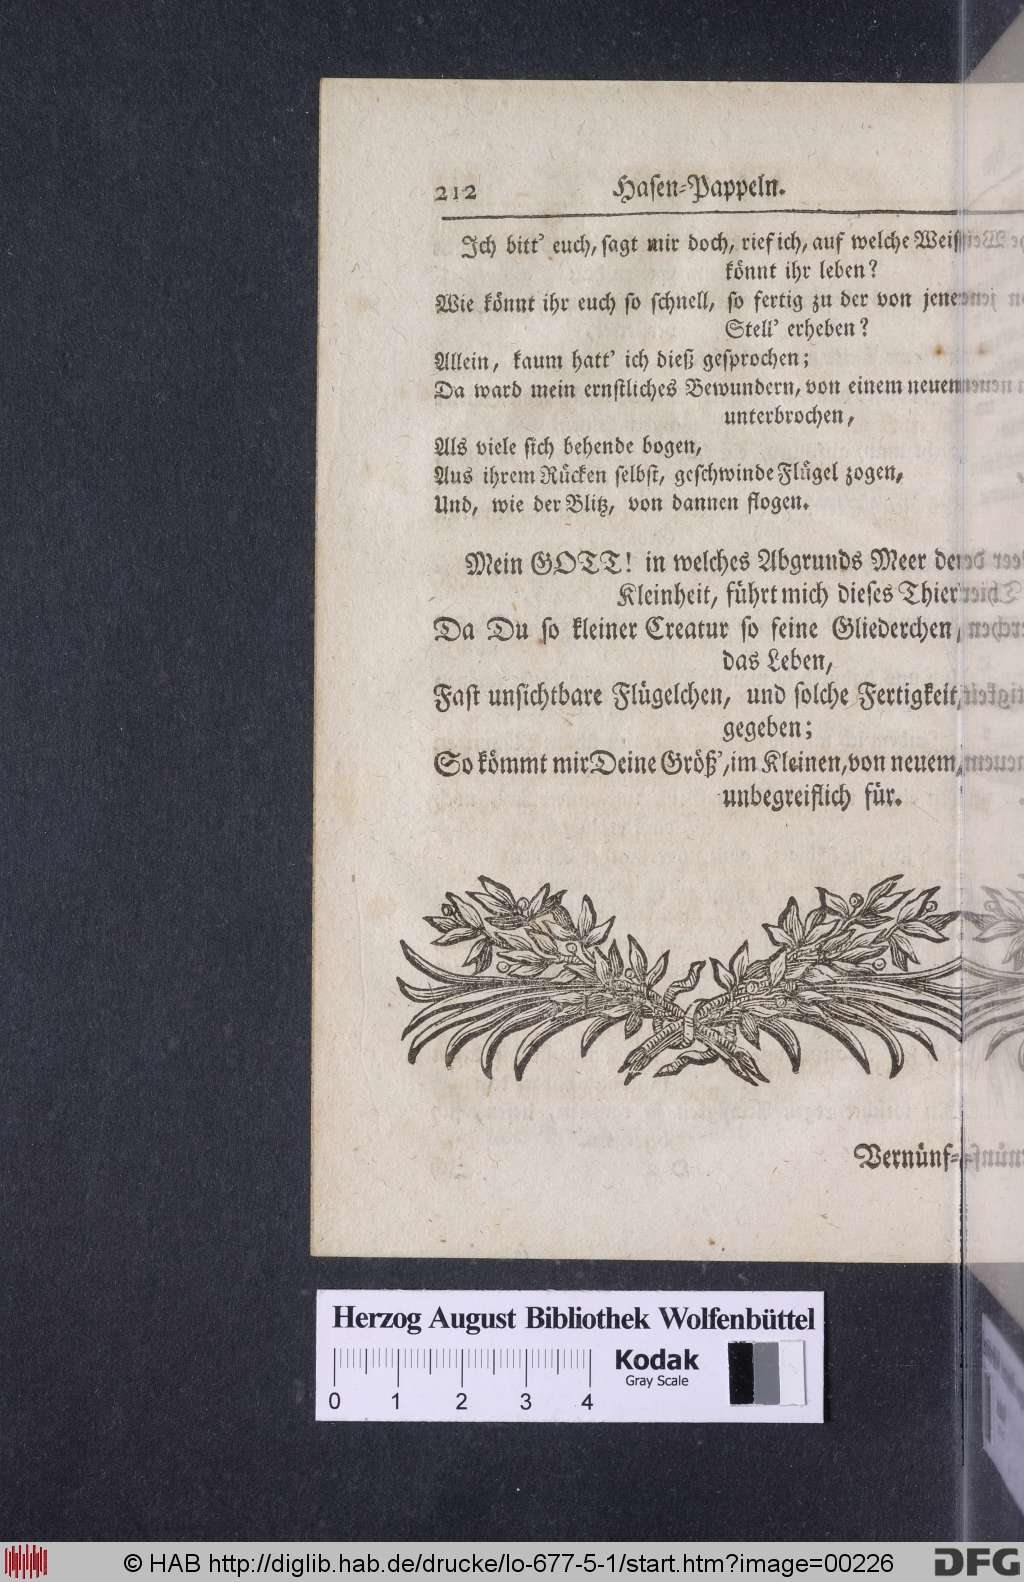 212 Hasen-Pappeln.
Ich bitt’ euch, sagt mir doch, rief ich, auf welche Weis
könnt ihr leben?
Wie könnt ihr euch so schnell, so fertig zu der von jener
Stell’ erheben?
Allein, kaum hatt’ ich dieß gesprochen;
Da ward mein ernstliches Bewundern, von einem neuen
unterbrochen,
Als viele sich behende bogen,
Aus ihrem Rücken selbst, geschwinde Flügel zogen,
Und, wie der Blitz, von dannen flogen.
Mein GOTT! in welches Abgrunds Meer der
Kleinheit, führt mich dieses Thier
Da Du so kleiner Creatur so feine Gliederchen,
das Leben,
Fast unsichtbare Flügelchen, und solche Fertigkeit,
gegeben;
So kömmt mir Deine Größ’, im Kleinen, von neuem,
unbegreiflich für.
Vernünf-
Herzog August Bibliothek Wolfenbüttel
Kodak
Gray Scale
0 1 2 3 4
© HAB http://diglib.hab.de/drucke/lo-677-5-1/start.htm?image=00226
DFG